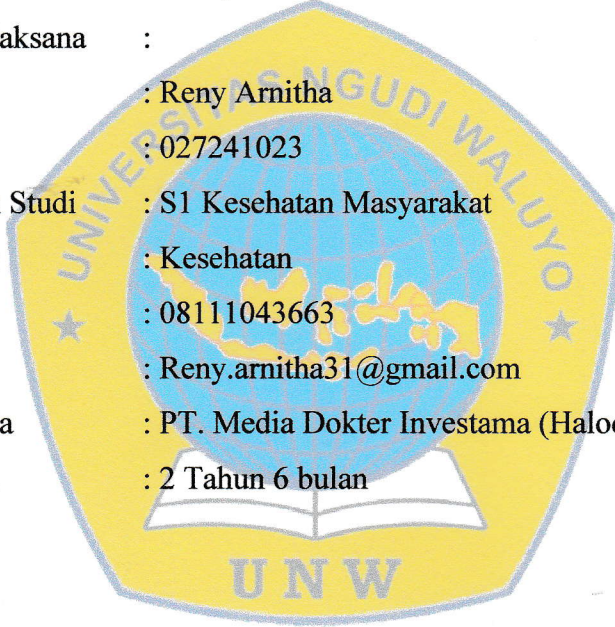 aksana :
: Reny Arnitha
: 027241023
Studi : S1 Kesehatan Masyarakat
: Kesehatan
: 08111043663
: Reny.arnitha31@gmail.com
a : PT. Media Dokter Investama (Halo
: 2 Tahun 6 bulan
UNIVERSITAS NGUDI WALUYO
UNW